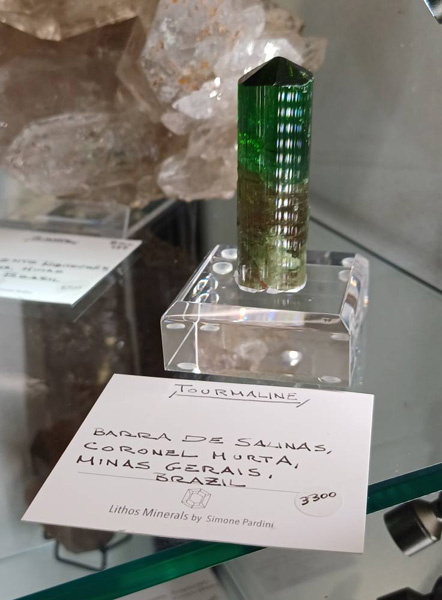 TOURMALINE
BARRA DE SALINAS,
CORONEL MURTA,
MINAS GERAIS,
BRAZIL
3300
Lithos Minerals by Simone Pardini